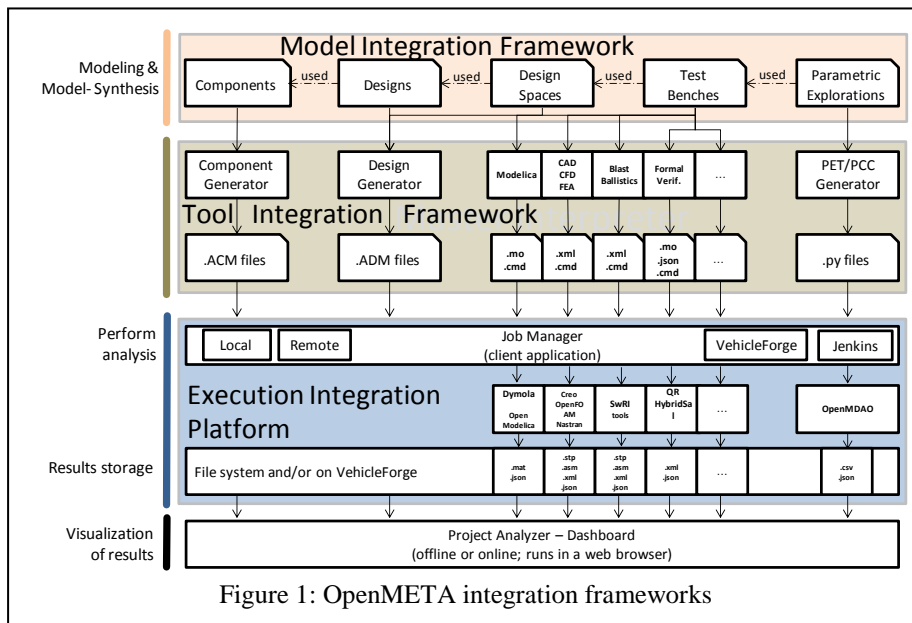 Model Integration Framework
Modeling &
Model- Synthesis
Components
used
Designs
used
Design
Spaces
used
Test
Benches
used
Parametric
Explorations
Component
Generator
Design
Generator
Modelica
CAD
CFD
FEA
Blast
Ballistics
Formal
Verif.
...
PET/PCC
Generator
Tool Integration Framework
.ACM files
.ADM files
.mo
.cmd
.xml
.cmd
.xml
.cmd
.mo
.json
.cmd
...
.py files
Perform
analysis
Local
Remote
Job Manager
(client application)
VehicleForge
Jenkins
Execution Integration
Platform
Dymola
Open
Modelica
Creo
OpenFO
AM
Nastran
SwRI
tools
QR
HybridSa
l
...
OpenMDAO
Results storage
File system and/or on VehicleForge
.mat
.json
.stp
.asm
.xml
.json
.stp
.asm
.xml
.json
.xml
.json
...
.csv
.json
Visualization
of results
Project Analyzer – Dashboard
(offline or online; runs in a web browser)
Figure 1: OpenMETA integration frameworks